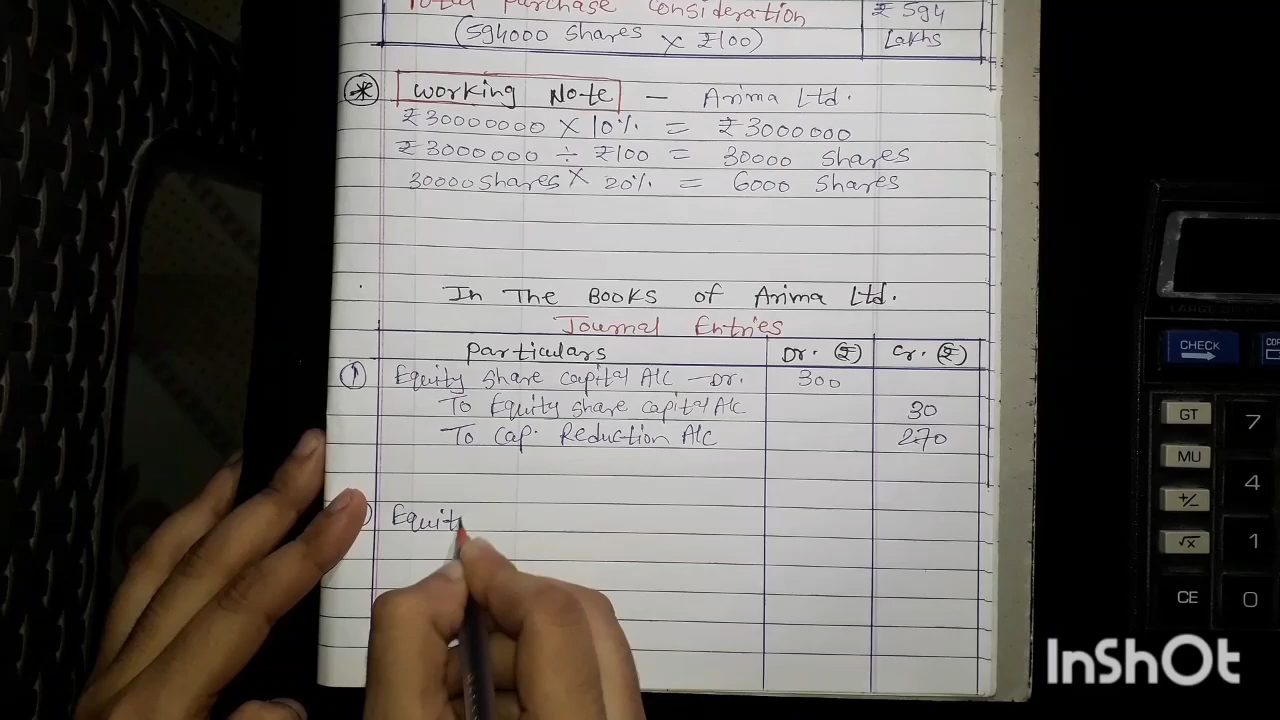 Total Purchase Consideration ₹ 594
(594000 Shares X ₹100) Lakhs
* Working Note — Arima Ltd.
₹30000000 X 10% = ₹3000000
₹3000000 ÷ ₹100 = 30000 Shares
30000 Shares X 20% = 6000 Shares
In The Books of Arima Ltd.
Journal Entries
Particulars Dr. (₹) Cr. (₹)
1 Equity Share Capital A/c — Dr. 300
To Equity Share Capital A/c 30
To Cap. Reduction A/c 270
Equit
CHECK
GT 7
MU 4
+/-
√x 1
CE 0
InShOt